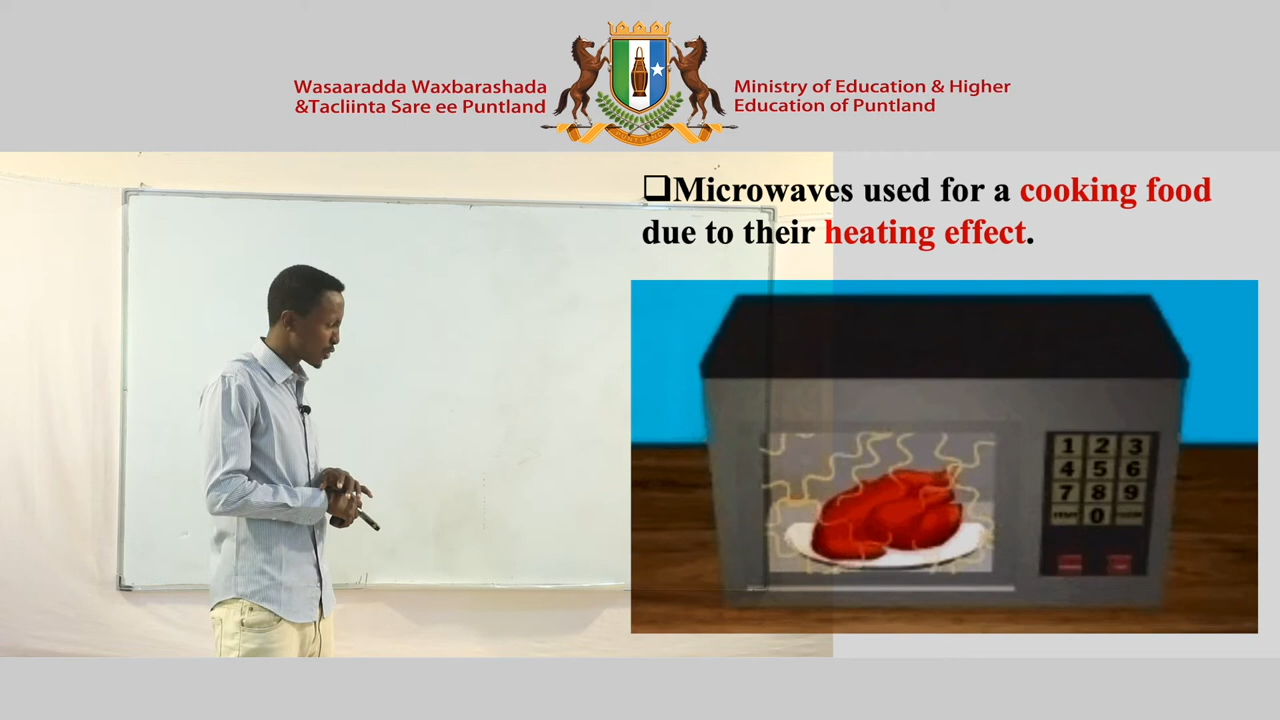 Wasaaradda Waxbarashada
&Tacliinta Sare ee Puntland
PUNTLAND
Ministry of Education & Higher
Education of Puntland
❑Microwaves used for a cooking food
due to their heating effect.
1 2 3
4 5 6
7 8 9
0